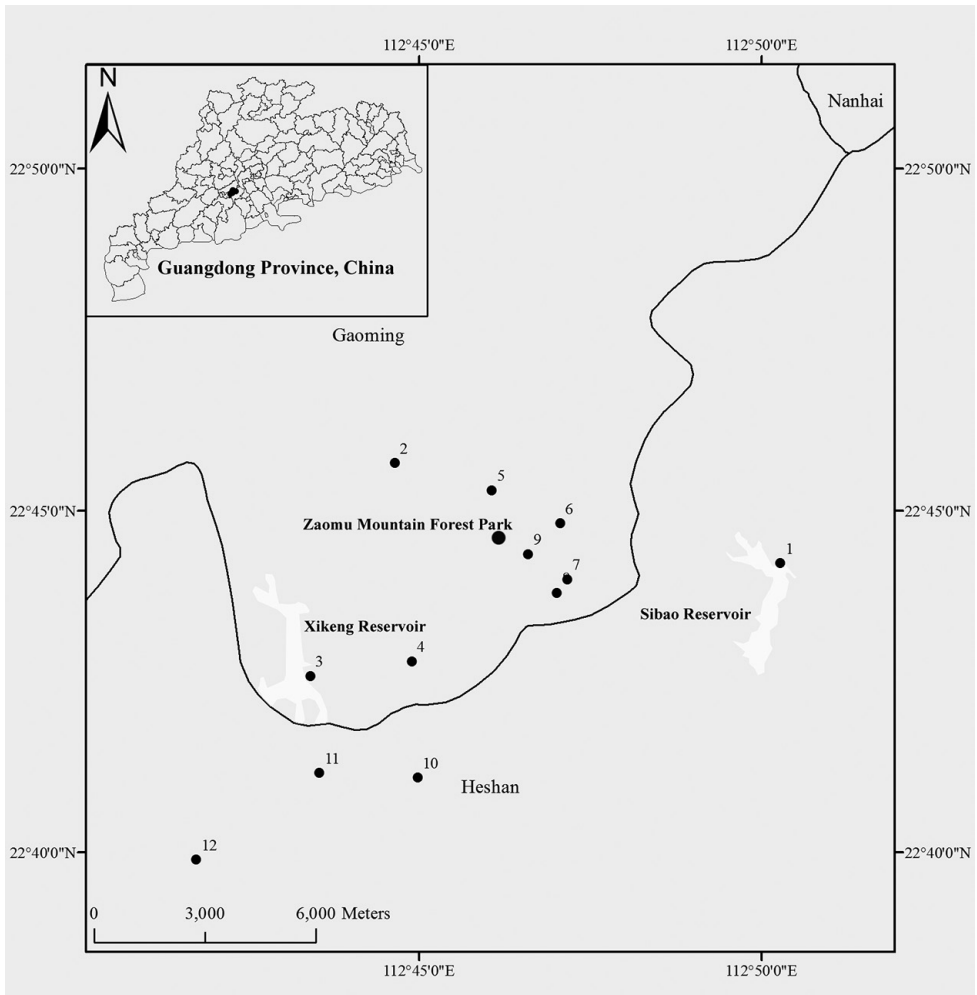 112°45'0"E
112°50'0"E
N
Nanhai
22°50'0"N
22°50'0"N
Guangdong Province, China
Gaoming
2
5
22°45'0"N
22°45'0"N
6
Zaomu Mountain Forest Park
9
1
7
Sibao Reservoir
Xikeng Reservoir
4
3
11
10
Heshan
12
22°40'0"N
22°40'0"N
0
3,000
6,000 Meters
112°45'0"E
112°50'0"E